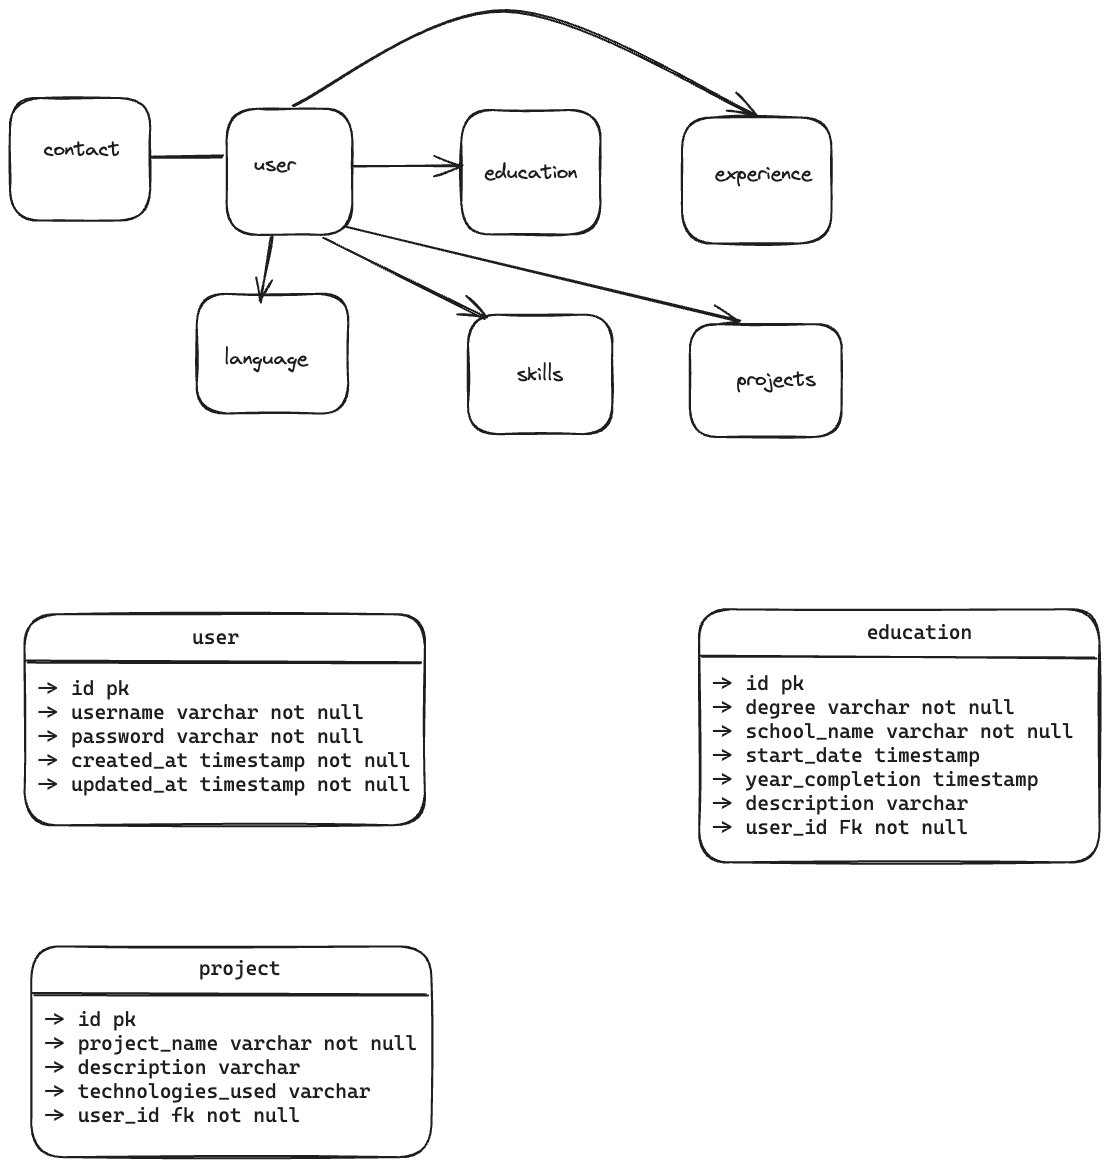 contact
user
education
experience
language
skills
projects
user
→ id pk
→ username varchar not null
→ password varchar not null
→ created_at timestamp not null
→ updated_at timestamp not null
education
→ id pk
→ degree varchar not null
→ school_name varchar not null
→ start_date timestamp
→ year_completion timestamp
→ description varchar
→ user_id Fk not null
project
→ id pk
→ project_name varchar not null
→ description varchar
→ technologies_used varchar
→ user_id fk not null